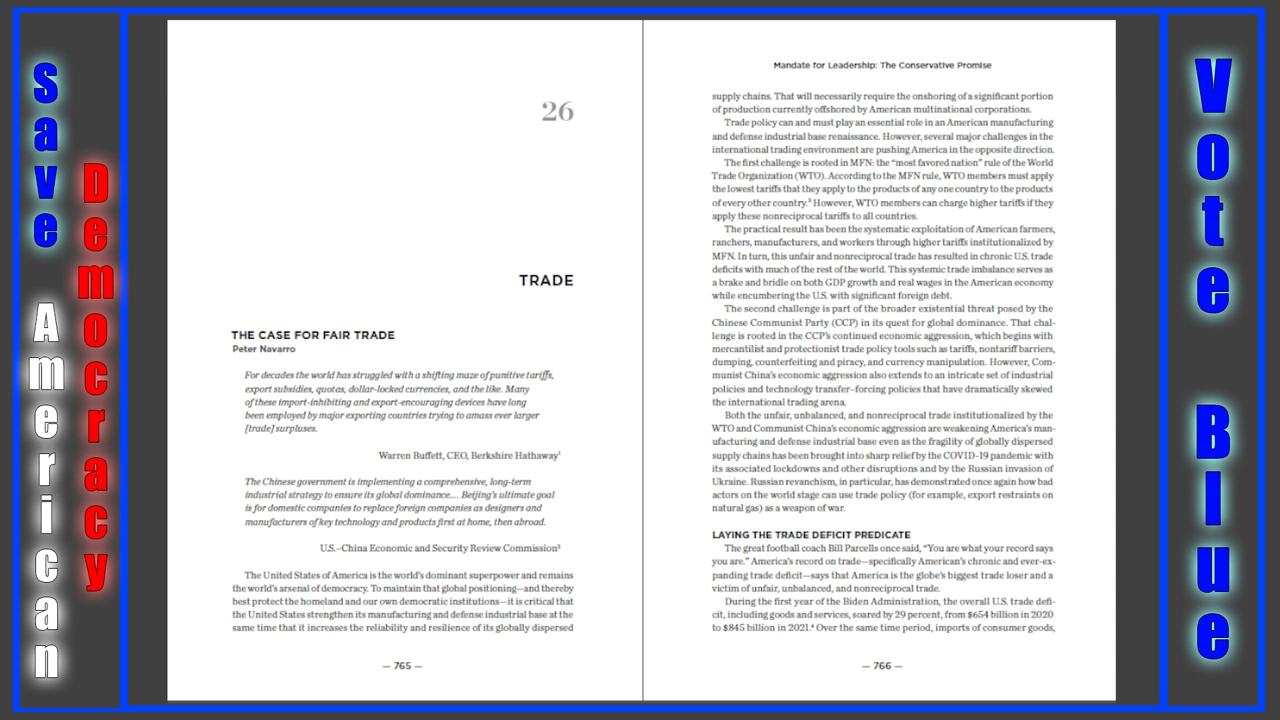 Save
American
Democracy
26
TRADE
THE CASE FOR FAIR TRADE
Peter Navarro
For decades the world has struggled with a shifting maze of punitive tariffs,
export subsidies, quotas, dollar-locked currencies, and the like. Many
of these import-inhibiting and export-encouraging devices have long
been employed by major exporting countries trying to amass ever larger
[trade] surpluses.
Warren Buffett, CEO, Berkshire Hathaway¹
The Chinese government is implementing a comprehensive, long-term
industrial strategy to ensure its global dominance.... Beijing's ultimate goal
is for domestic companies to replace foreign companies as designers and
manufacturers of key technology and products first at home, then abroad.
U.S.–China Economic and Security Review Commission²
The United States of America is the world's dominant superpower and remains
the world's arsenal of democracy. To maintain that global positioning—and thereby
best protect the homeland and our own democratic institutions—it is critical that
the United States strengthen its manufacturing and defense industrial base at the
same time that it increases the reliability and resilience of its globally dispersed
— 765 —
Mandate for Leadership: The Conservative Promise
supply chains. That will necessarily require the onshoring of a significant portion
of production currently offshored by American multinational corporations.
Trade policy can and must play an essential role in an American manufacturing
and defense industrial base renaissance. However, several major challenges in the
international trading environment are pushing America in the opposite direction.
The first challenge is rooted in MFN: the "most favored nation" rule of the World
Trade Organization (WTO). According to the MFN rule, WTO members must apply
the lowest tariffs that they apply to the products of any one country to the products
of every other country.³ However, WTO members can charge higher tariffs if they
apply these nonreciprocal tariffs to all countries.
The practical result has been the systematic exploitation of American farmers,
ranchers, manufacturers, and workers through higher tariffs institutionalized by
MFN. In turn, this unfair and nonreciprocal trade has resulted in chronic U.S. trade
deficits with much of the rest of the world. This systemic trade imbalance serves as
a brake and bridle on both GDP growth and real wages in the American economy
while encumbering the U.S. with significant foreign debt.
The second challenge is part of the broader existential threat posed by the
Chinese Communist Party (CCP) in its quest for global dominance. That chal-
lenge is rooted in the CCP's continued economic aggression, which begins with
mercantilist and protectionist trade policy tools such as tariffs, nontariff barriers,
dumping, counterfeiting and piracy, and currency manipulation. However, Com-
munist China's economic aggression also extends to an intricate set of industrial
policies and technology transfer–forcing policies that have dramatically skewed
the international trading arena.
Both the unfair, unbalanced, and nonreciprocal trade institutionalized by the
WTO and Communist China's economic aggression are weakening America's man-
ufacturing and defense industrial base even as the fragility of globally dispersed
supply chains has been brought into sharp relief by the COVID-19 pandemic with
its associated lockdowns and other disruptions and by the Russian invasion of
Ukraine. Russian revanchism, in particular, has demonstrated once again how bad
actors on the world stage can use trade policy (for example, export restraints on
natural gas) as a weapon of war.
LAYING THE TRADE DEFICIT PREDICATE
The great football coach Bill Parcells once said, "You are what your record says
you are." America's record on trade—specifically American's chronic and ever-ex-
panding trade deficit—says that America is the globe's biggest trade loser and a
victim of unfair, unbalanced, and nonreciprocal trade.
During the first year of the Biden Administration, the overall U.S. trade defi-
cit, including goods and services, soared by 29 percent, from $654 billion in 2020
to $845 billion in 2021.⁴ Over the same time period, imports of consumer goods,
— 766 —
Vote
Blue